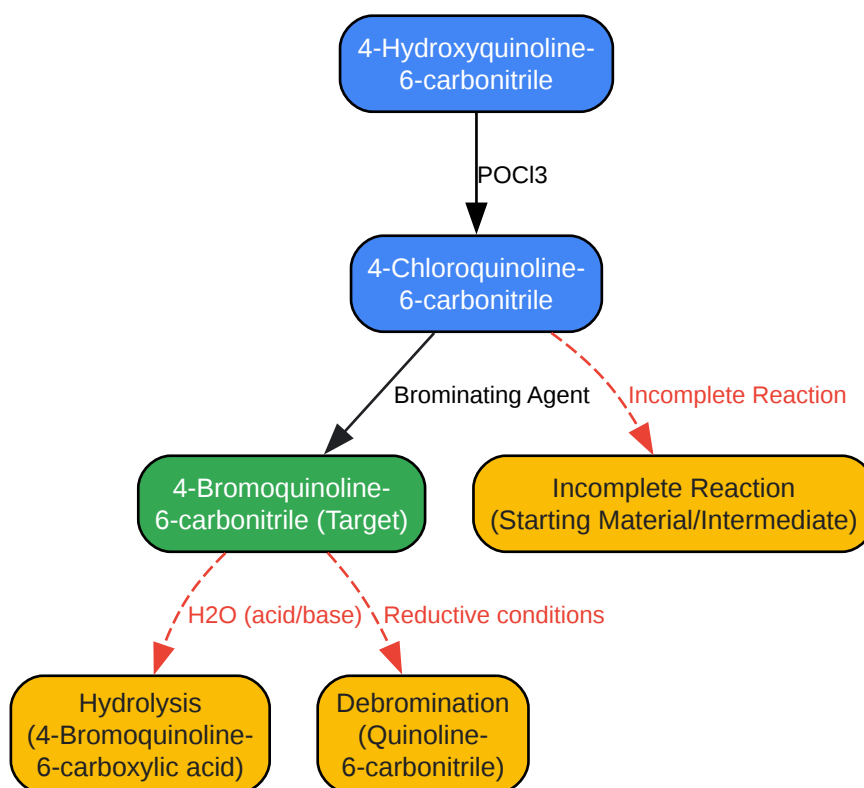 4-Hydroxyquinoline-
6-carbonitrile
POCl3
4-Chloroquinoline-
6-carbonitrile
Brominating Agent
Incomplete Reaction
4-Bromoquinoline-
6-carbonitrile (Target)
Incomplete Reaction
(Starting Material/Intermediate)
H2O (acid/base)
Reductive conditions
Hydrolysis
(4-Bromoquinoline-
6-carboxylic acid)
Debromination
(Quinoline-
6-carbonitrile)